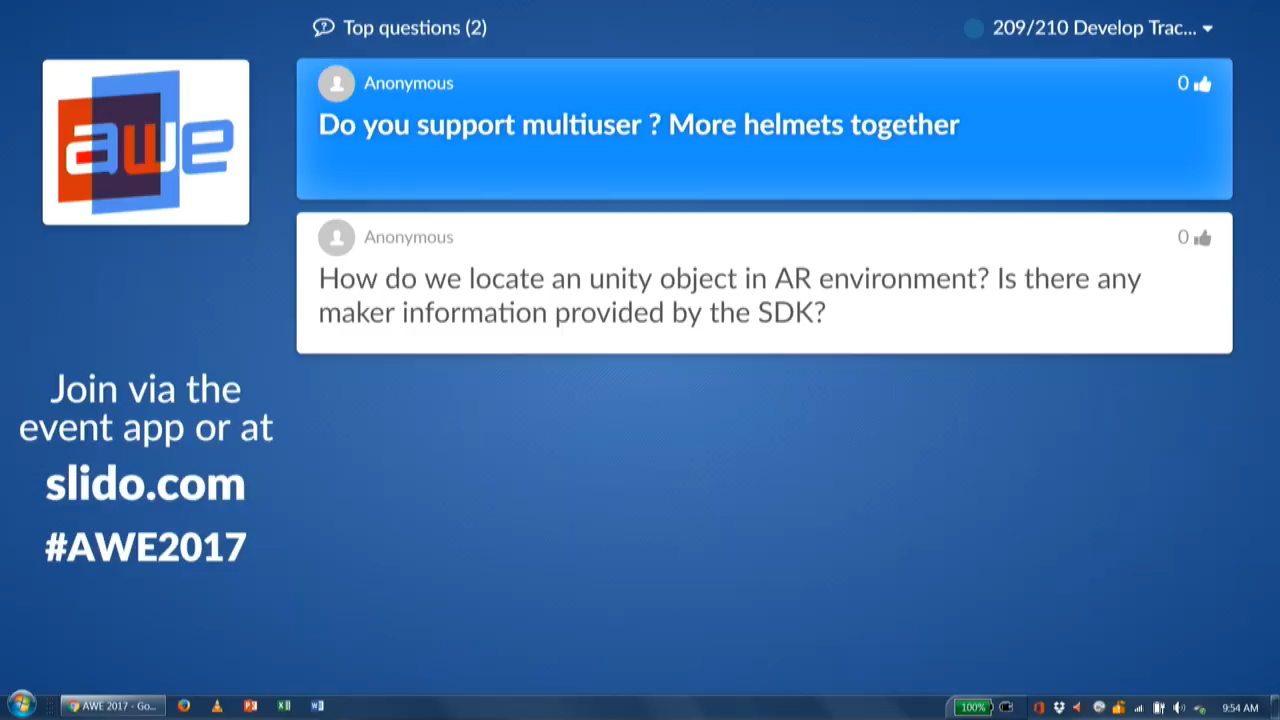 Top questions (2)
209/210 Develop Trac...
awe
Anonymous
0
Do you support multiuser ? More helmets together
Anonymous
0
How do we locate an unity object in AR environment? Is there any
maker information provided by the SDK?
Join via the
event app or at
slido.com
#AWE2017
AWE 2017 - Go...
100%
9:54 AM